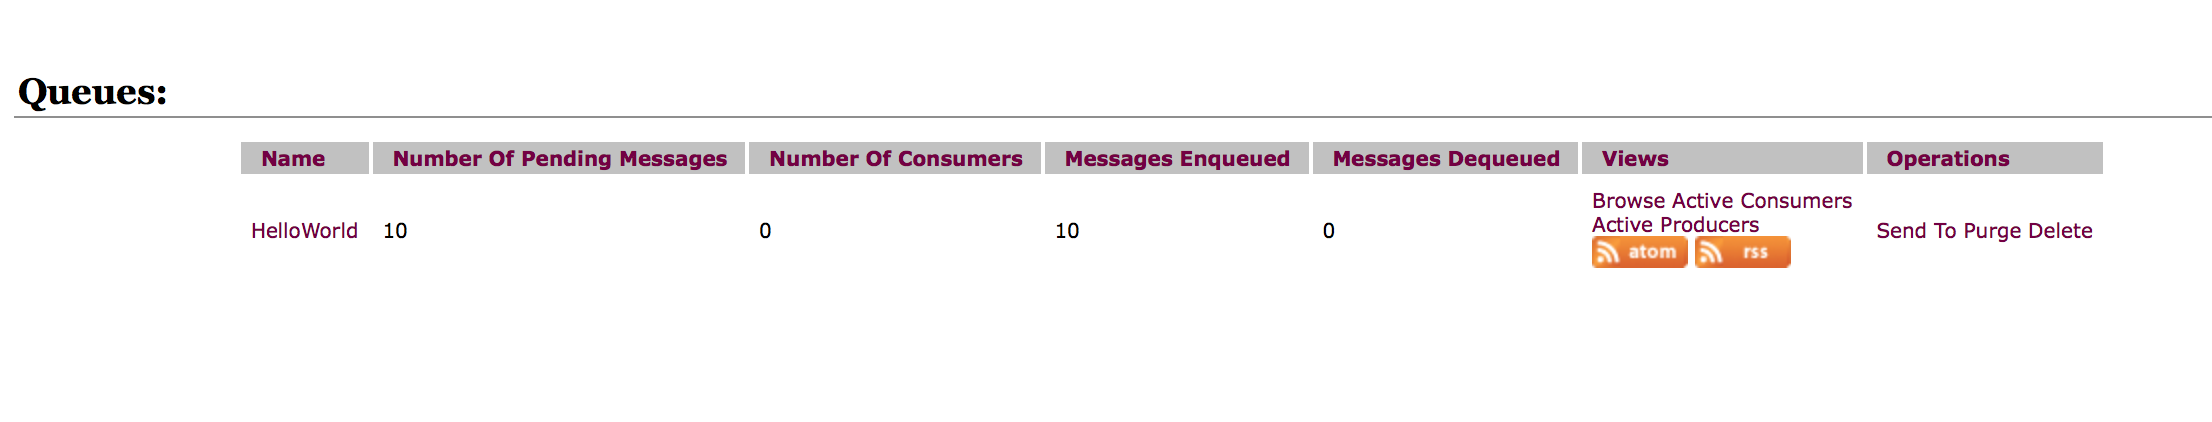 Queues:
Name Number Of Pending Messages Number Of Consumers Messages Enqueued Messages Dequeued Views Operations
HelloWorld 10 0 10 0 Browse Active Consumers
Active Producers
atom rss
Send To Purge Delete